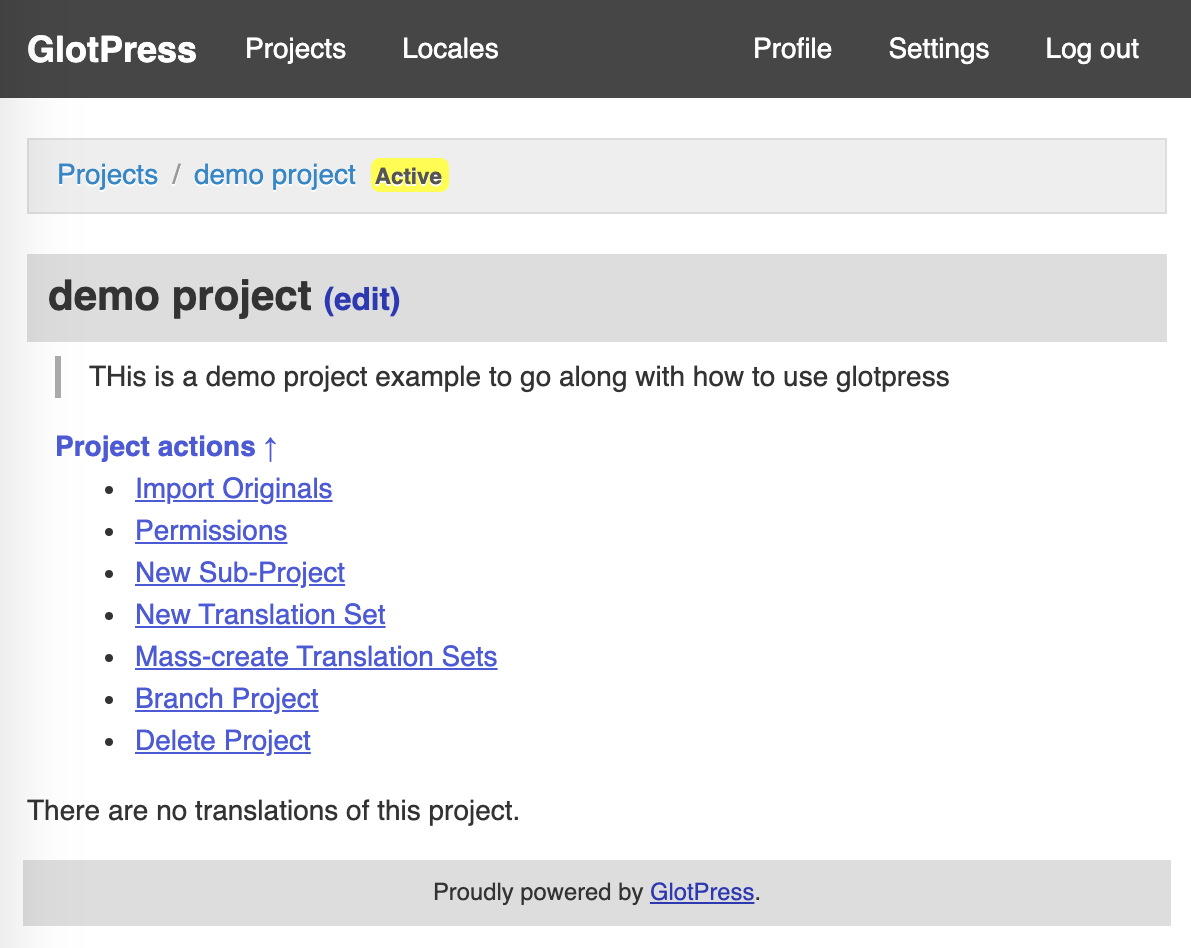 GlotPress Projects Locales Profile Settings Log out
Projects / demo project Active
demo project (edit)
THis is a demo project example to go along with how to use glotpress
Project actions ↑
• Import Originals
• Permissions
• New Sub-Project
• New Translation Set
• Mass-create Translation Sets
• Branch Project
• Delete Project
There are no translations of this project.
Proudly powered by GlotPress.